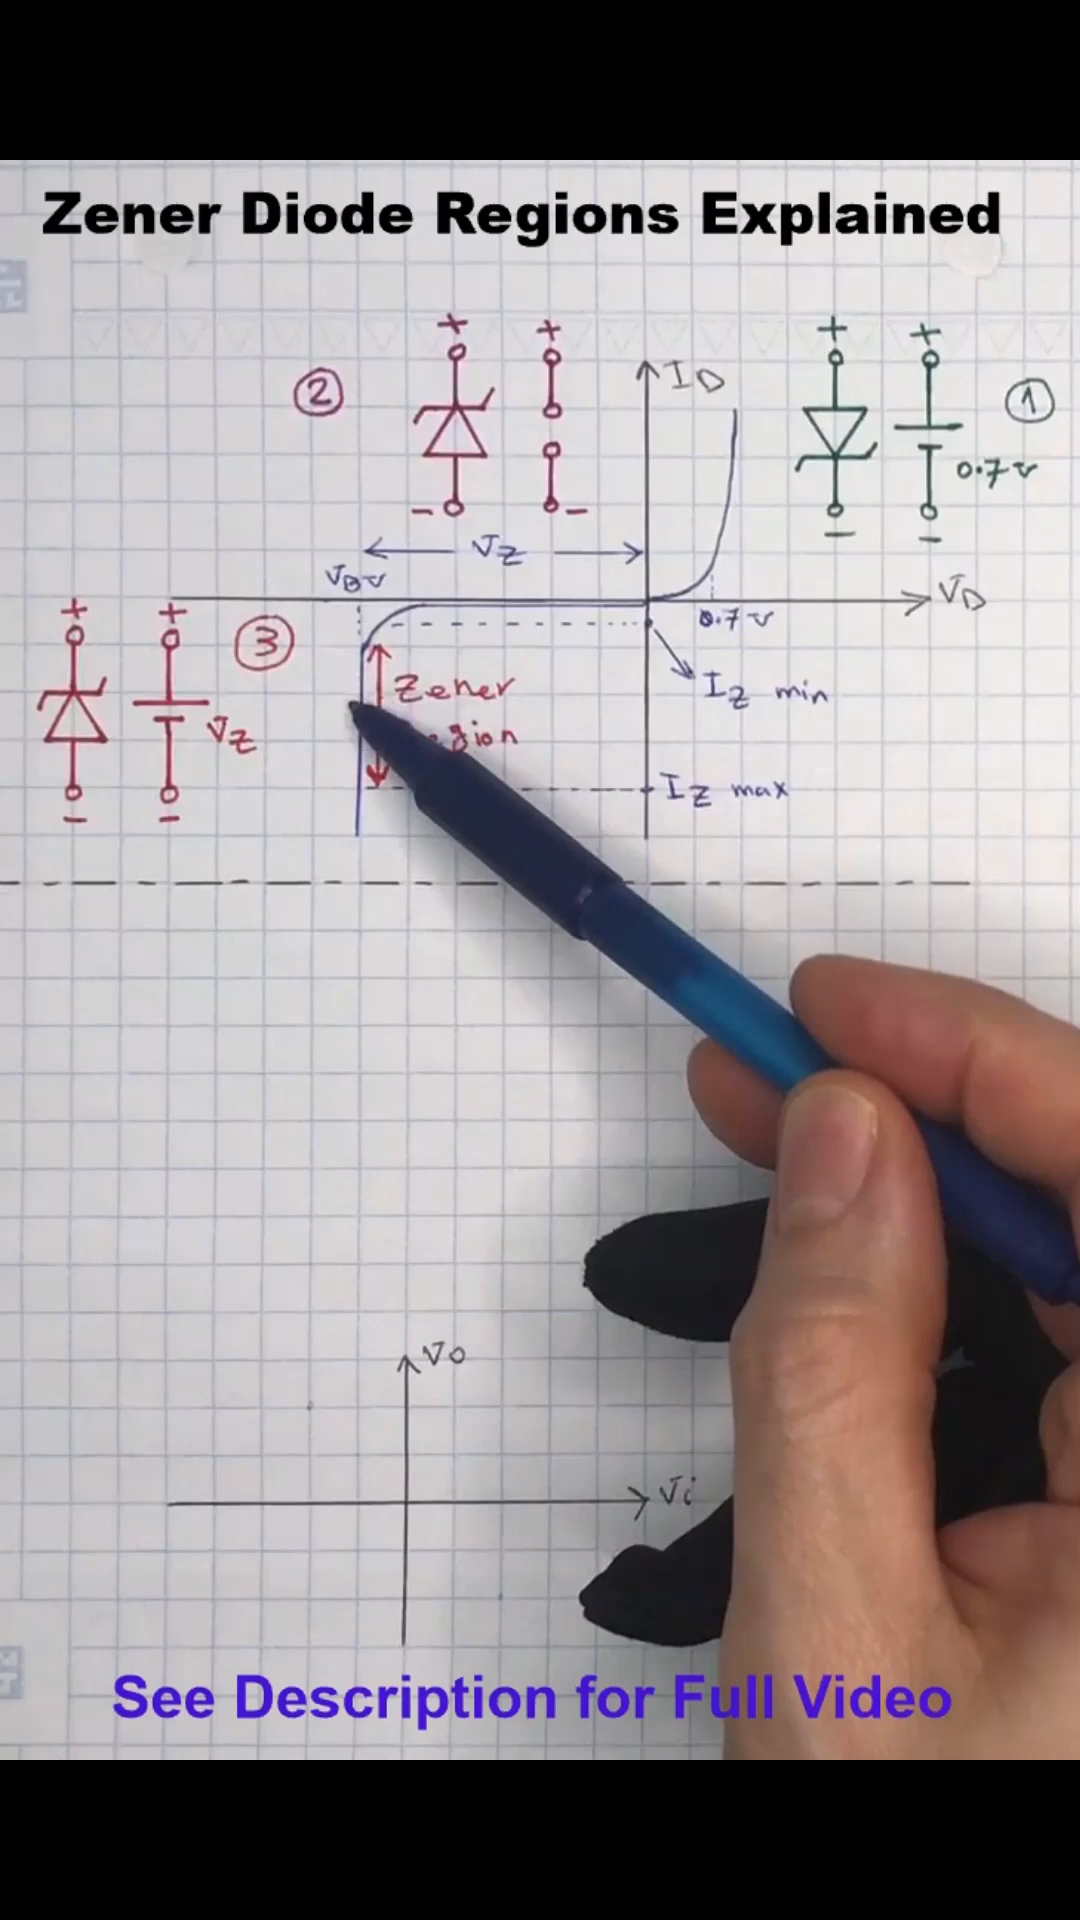 Zener Diode Regions Explained
+ + + +
2 ID 1
0.7v
- - - -
VZ
VBV
VD
+ + 3 0.7v
Zener IZ min
VZ
- - IZ max
Vo
Vi
See Description for Full Video